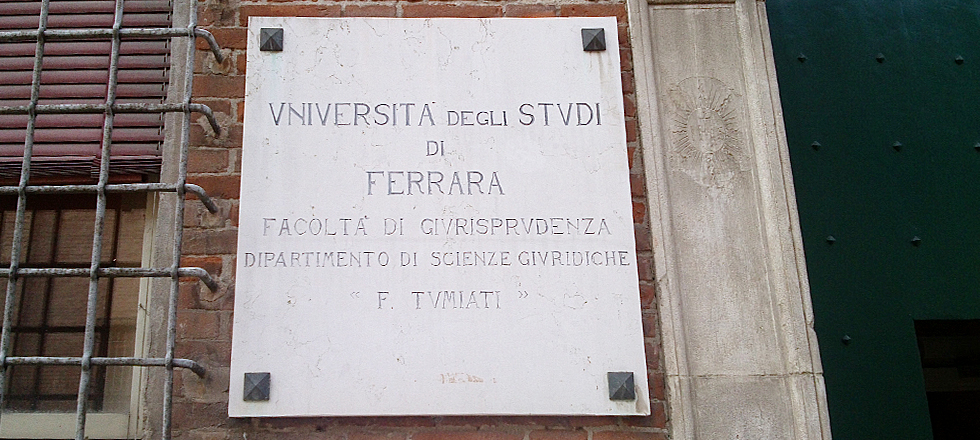 VNIVERSITA' DEGLI STVDI
DI
FERRARA
FACOLTA' DI GIVRISPRVDENZA
DIPARTIMENTO DI SCIENZE GIVRIDICHE
" F. TVMIATI "